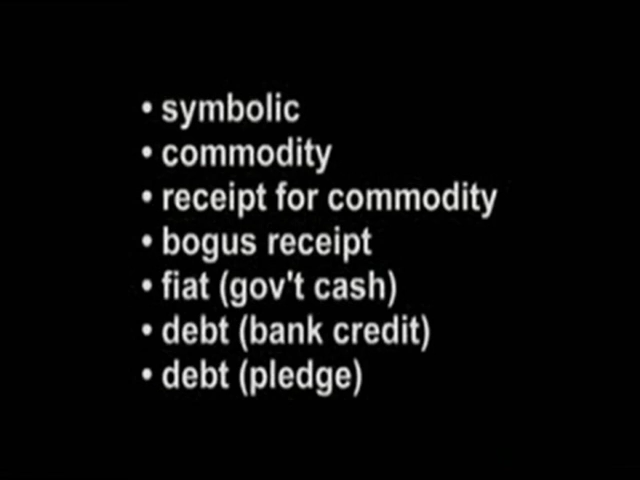 • symbolic
• commodity
• receipt for commodity
• bogus receipt
• fiat (gov't cash)
• debt (bank credit)
• debt (pledge)